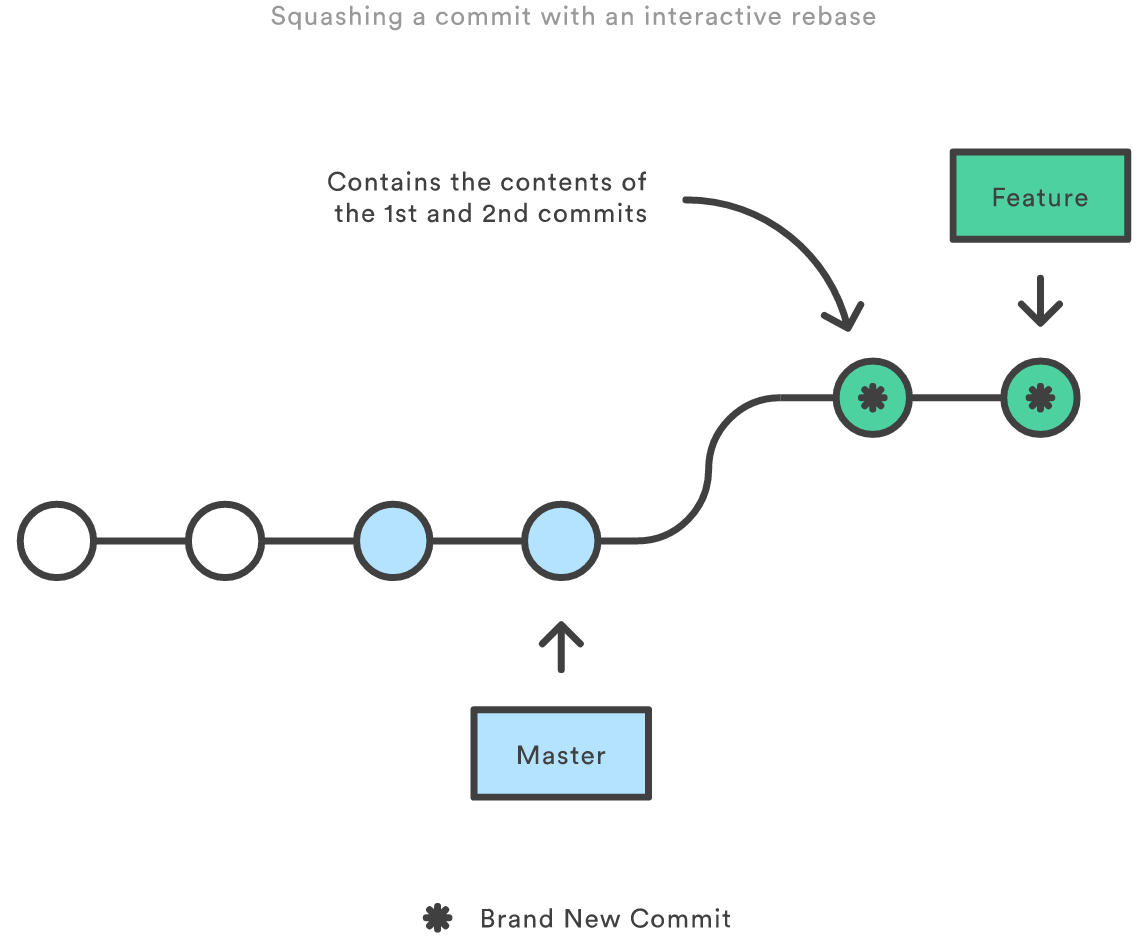 Squashing a commit with an interactive rebase
Contains the contents of
the 1st and 2nd commits
Feature
Master
Brand New Commit